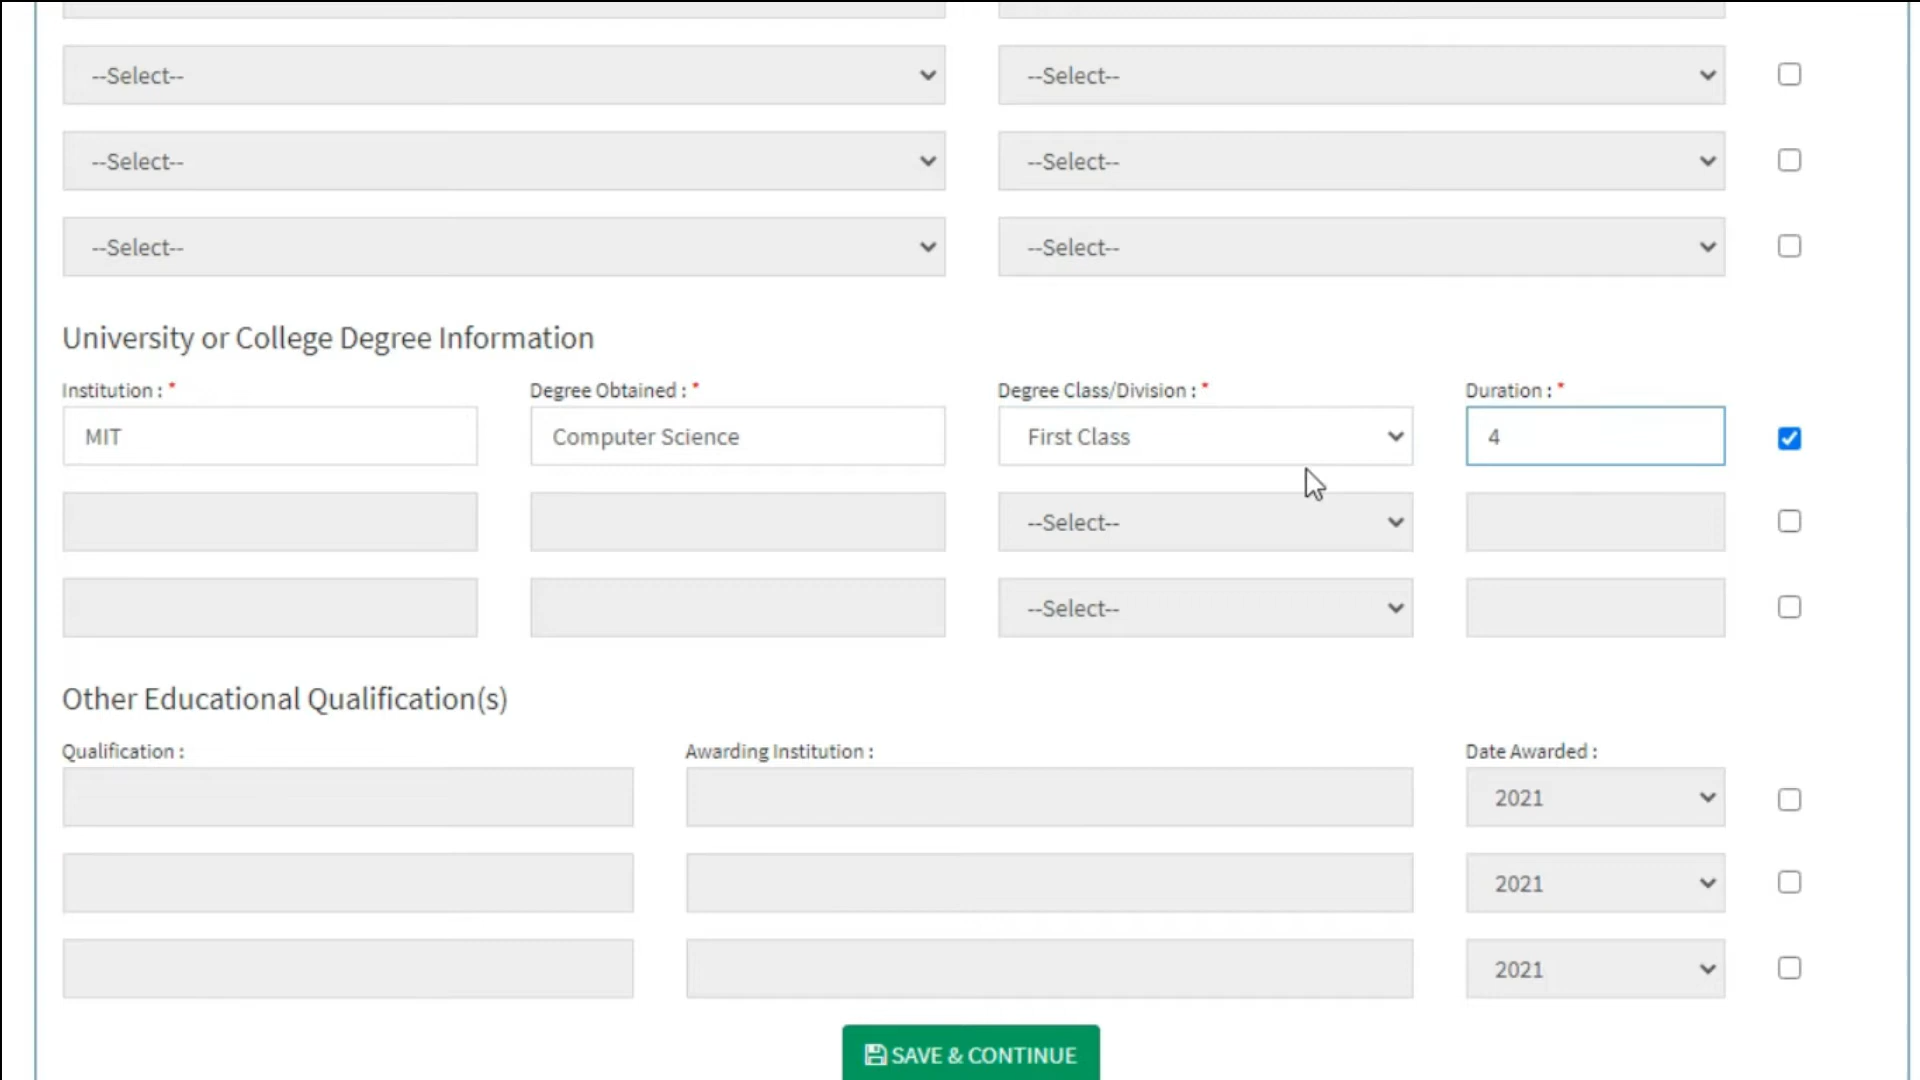 --Select-- --Select--
--Select-- --Select--
--Select-- --Select--
University or College Degree Information
Institution : * Degree Obtained : * Degree Class/Division : * Duration : *
MIT Computer Science First Class 4
--Select--
--Select--
Other Educational Qualification(s)
Qualification : Awarding Institution : Date Awarded :
2021
2021
2021
SAVE & CONTINUE